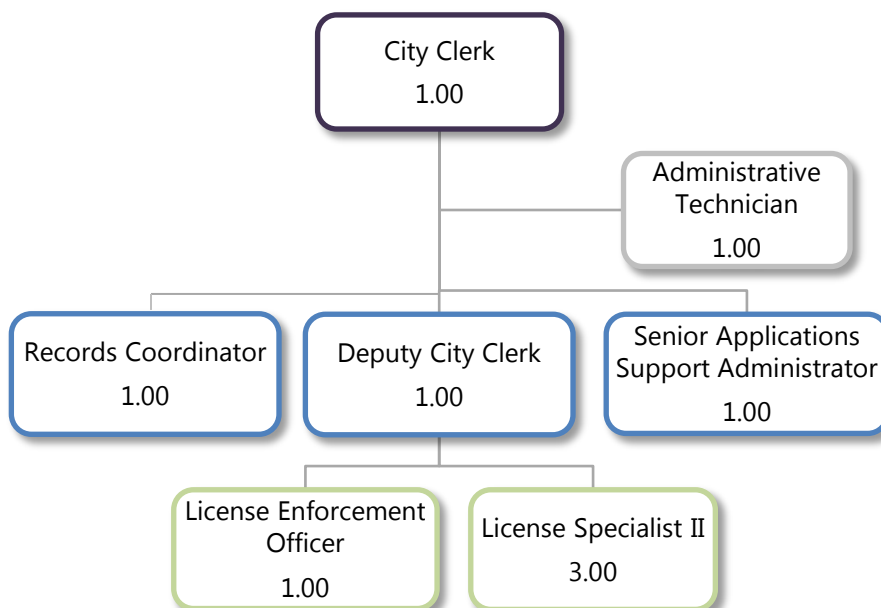 City Clerk
1.00
Administrative
Technician
1.00
Records Coordinator
1.00
Deputy City Clerk
1.00
Senior Applications
Support Administrator
1.00
License Enforcement
Officer
1.00
License Specialist II
3.00